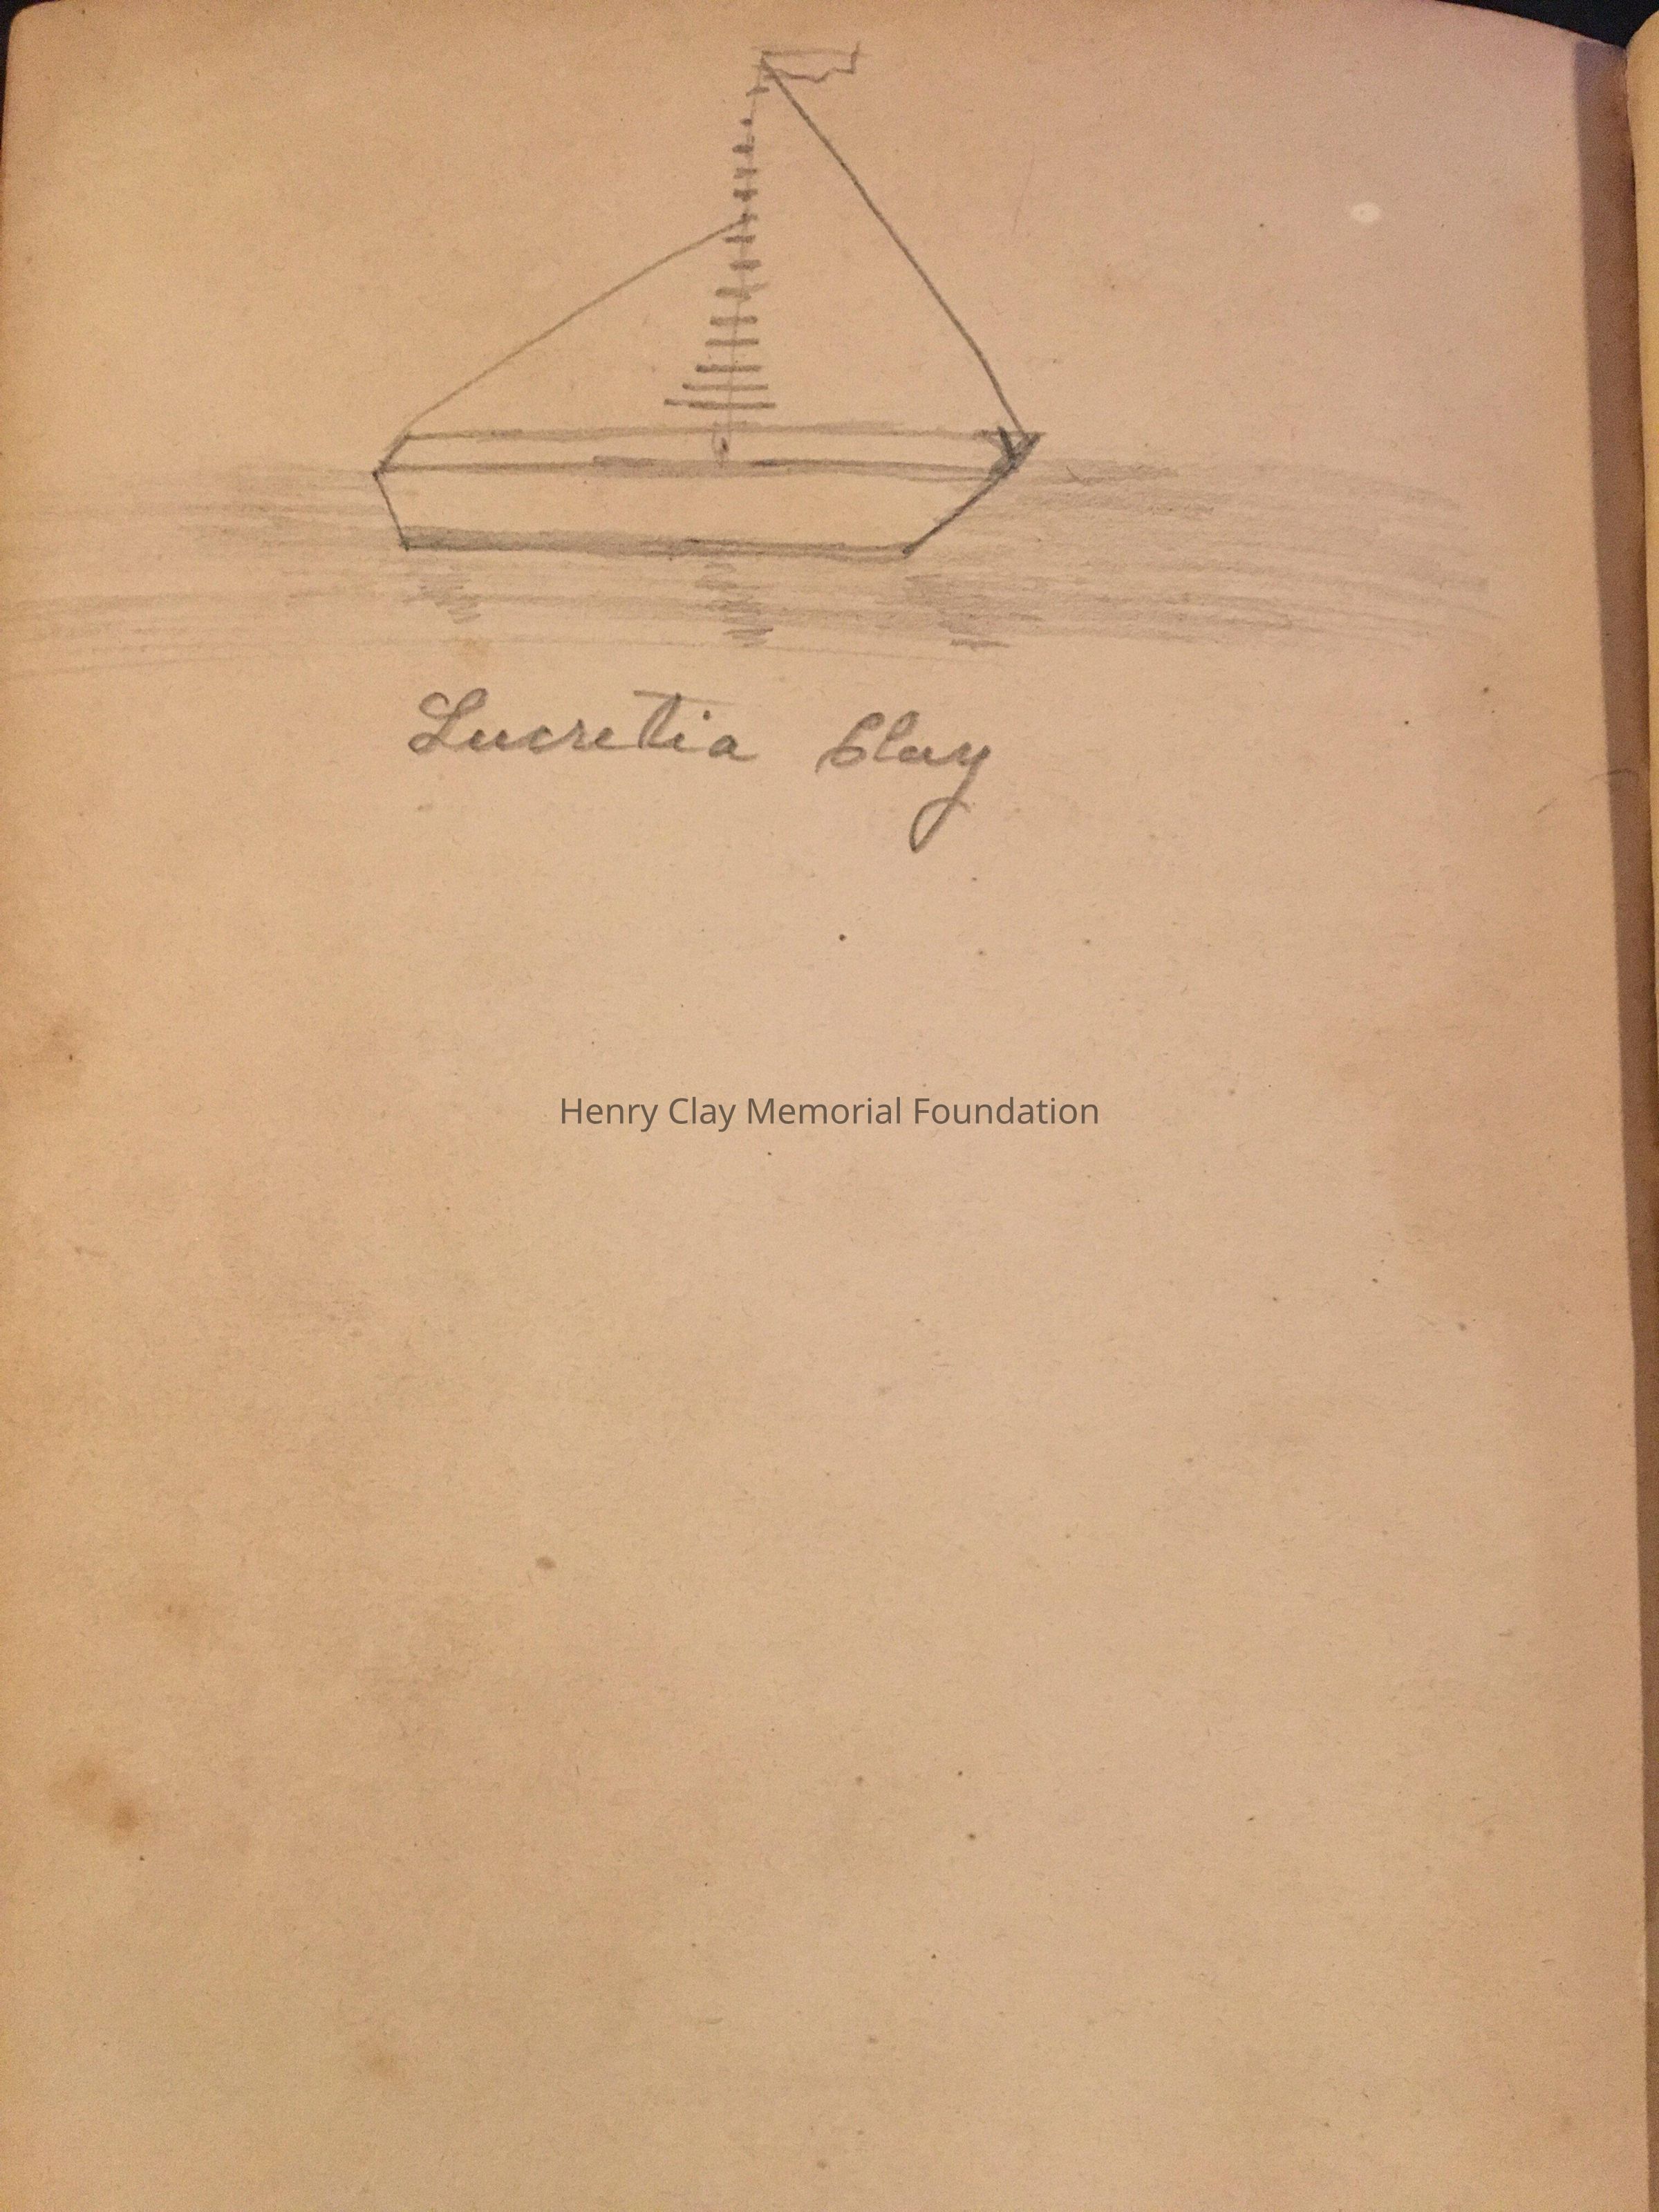 Lucretia Clay
Henry Clay Memorial Foundation